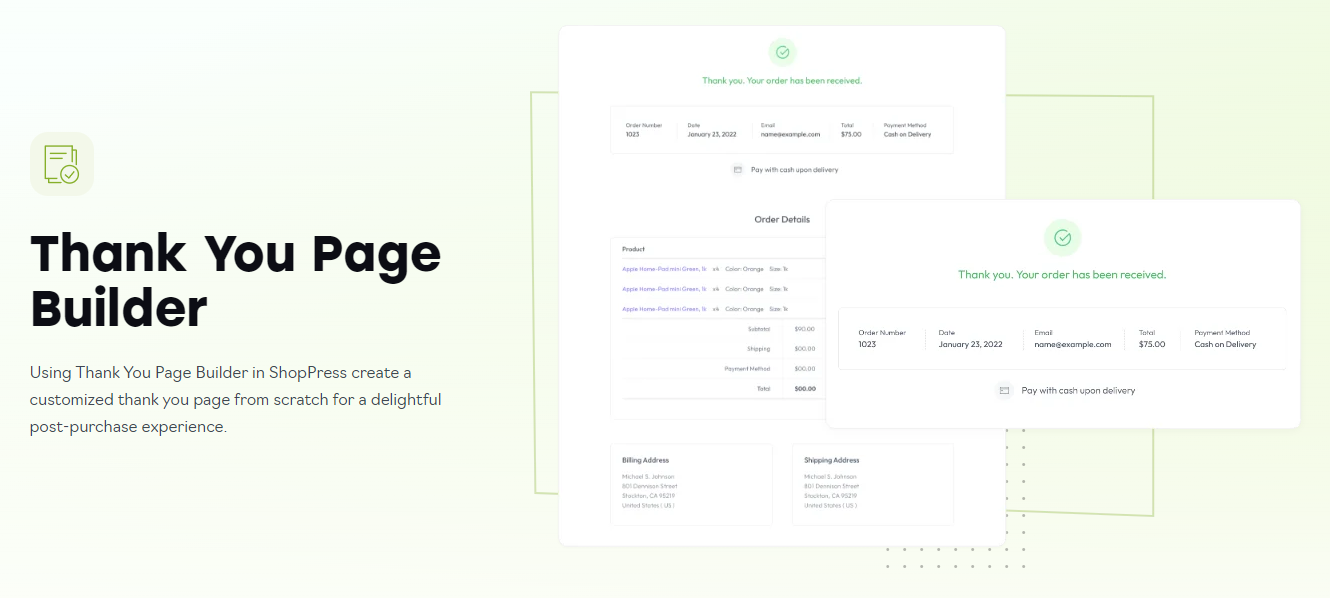 Thank You Page
Builder
Using Thank You Page Builder in ShopPress create a
customized thank you page from scratch for a delightful
post-purchase experience.
Thank you. Your order has been received.
Order Number Date Email Total Payment Method
1023 January 23, 2022 name@example.com $75.00 Cash on Delivery
Pay with cash upon delivery
Order Details
Product
Apple Home-Pad mini Green, 1k x4 Color: Orange Size: 1k
Apple Home-Pad mini Green, 1k x4 Color: Orange Size: 1k
Apple Home-Pad mini Green, 1k x4 Color: Orange Size: 1k
Subtotal $90.00
Shipping $00.00
Payment Method $00.00
Total $00.00
Billing Address
Michael S. Johnson
801 Dennison Street
Stockton, CA 95219
United States ( US )
Shipping Address
Michael S. Johnson
801 Dennison Street
Stockton, CA 95219
United States ( US )
Thank you. Your order has been received.
Order Number Date Email Total Payment Method
1023 January 23, 2022 name@example.com $75.00 Cash on Delivery
Pay with cash upon delivery